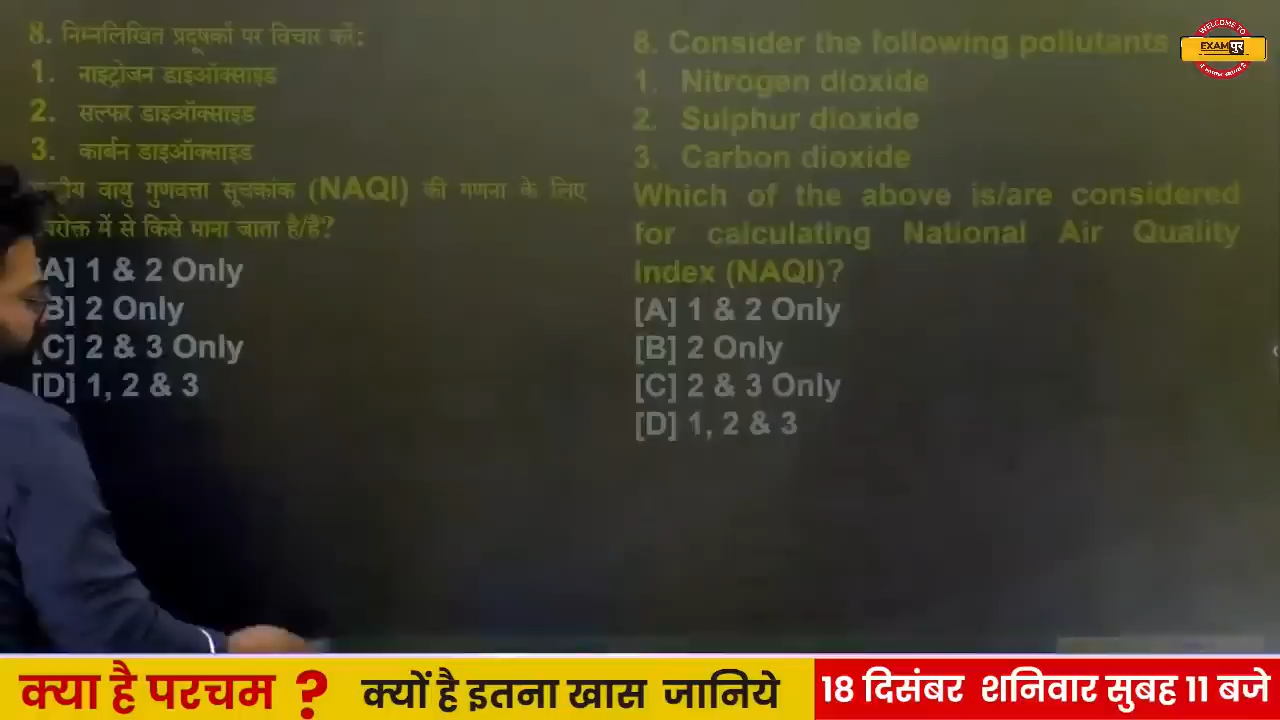 8. निम्नलिखित प्रदूषकों पर विचार करें:
1. नाइट्रोजन डाइऑक्साइड
2. सल्फर डाइऑक्साइड
3. कार्बन डाइऑक्साइड
वायु गुणवत्ता सूचकांक (NAQI) की गणना के लिए
में से किसे माना जाता है/हैं?
[A] 1 & 2 Only
B] 2 Only
[C] 2 & 3 Only
[D] 1, 2 & 3
8. Consider the following pollutants
1. Nitrogen dioxide
2. Sulphur dioxide
3. Carbon dioxide
Which of the above is/are considered
for calculating National Air Quality
Index (NAQI)?
[A] 1 & 2 Only
[B] 2 Only
[C] 2 & 3 Only
[D] 1, 2 & 3
WELCOME TO
EXAMपुर
क्या है परचम ? क्यों है इतना खास जानिये
18 दिसंबर शनिवार सुबह 11 बजे